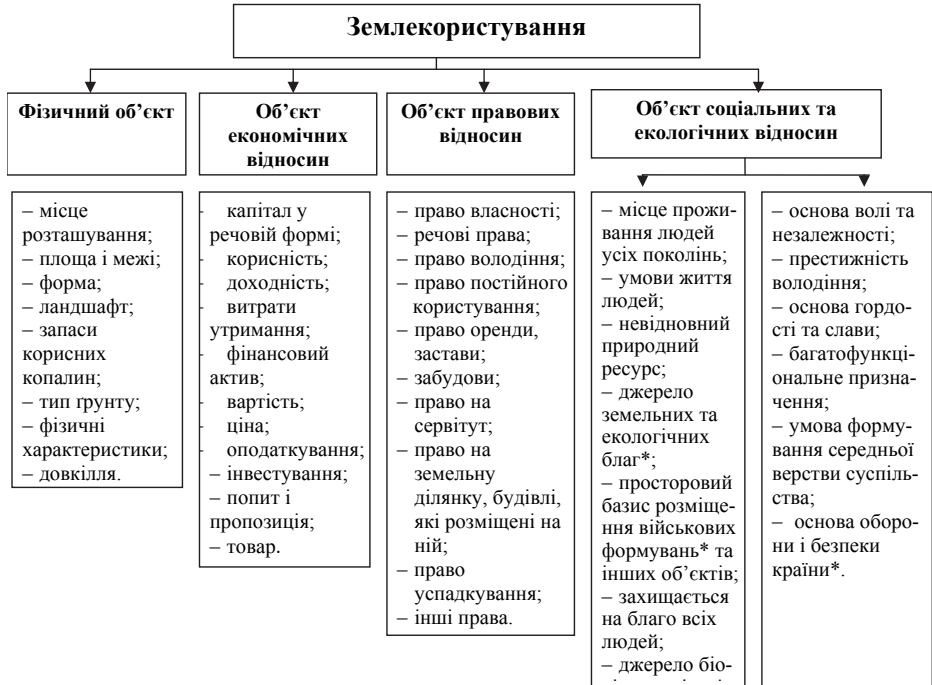 Землекористування
Фізичний об’єкт
Об’єкт
економічних
відносин
Об’єкт правових
відносин
Об’єкт соціальних та
екологічних відносин
– місце
розташування;
– площа і межі;
– форма;
– ландшафт;
– запаси
корисних
копалин;
– тип ґрунту;
– фізичні
характеристики;
– довкілля.
- капітал у
речовій формі;
- корисність;
- доходність;
- витрати
утримання;
- фінансовий
актив;
- вартість;
- ціна;
- оподаткування;
– інвестування;
– попит і
пропозиція;
– товар.
– право власності;
– речові права;
– право володіння;
– право постійного
користування;
– право оренди,
застави;
– забудови;
– право на
сервітут;
– право на
земельну
ділянку, будівлі,
які розміщені на
ній;
– право
успадкування;
– інші права.
– місце прожи-
вання людей
усіх поколінь;
– умови життя
людей;
– невідновний
природний
ресурс;
– джерело
земельних та
екологічних
благ*;
– просторовий
базис розміще-
ння військових
формувань* та
інших об’єктів;
– захищається
на благо всіх
людей;
– джерело біо-
– основа волі та
незалежності;
– престижність
володіння;
– основа гордо-
сті та слави;
– багатофункці-
ональне призна-
чення;
– умова форму-
вання середньої
верстви суспіль-
ства;
– основа оборо-
ни і безпеки
країни*.